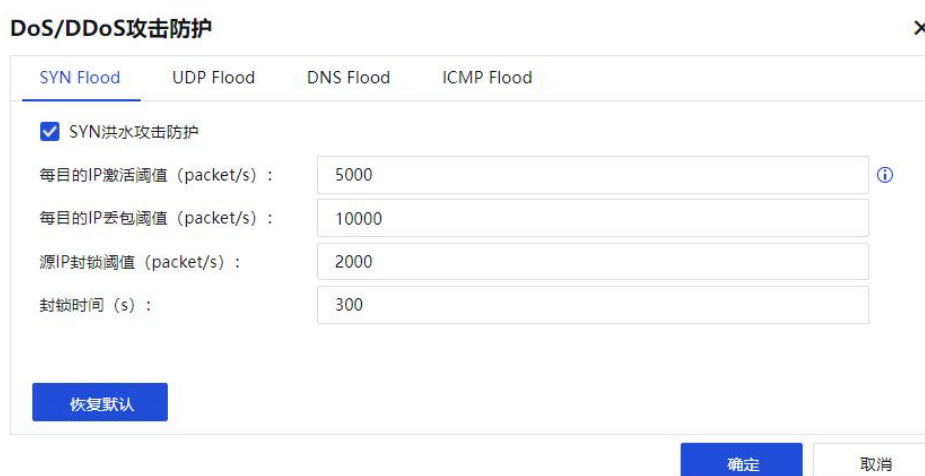 DoS/DDoS攻击防护
SYN Flood UDP Flood DNS Flood ICMP Flood
SYN洪水攻击防护
每目的IP激活阈值（packet/s）： 5000
每目的IP丢包阈值（packet/s）： 10000
源IP封锁阈值（packet/s）： 2000
封锁时间（s）： 300
恢复默认
确定 取消